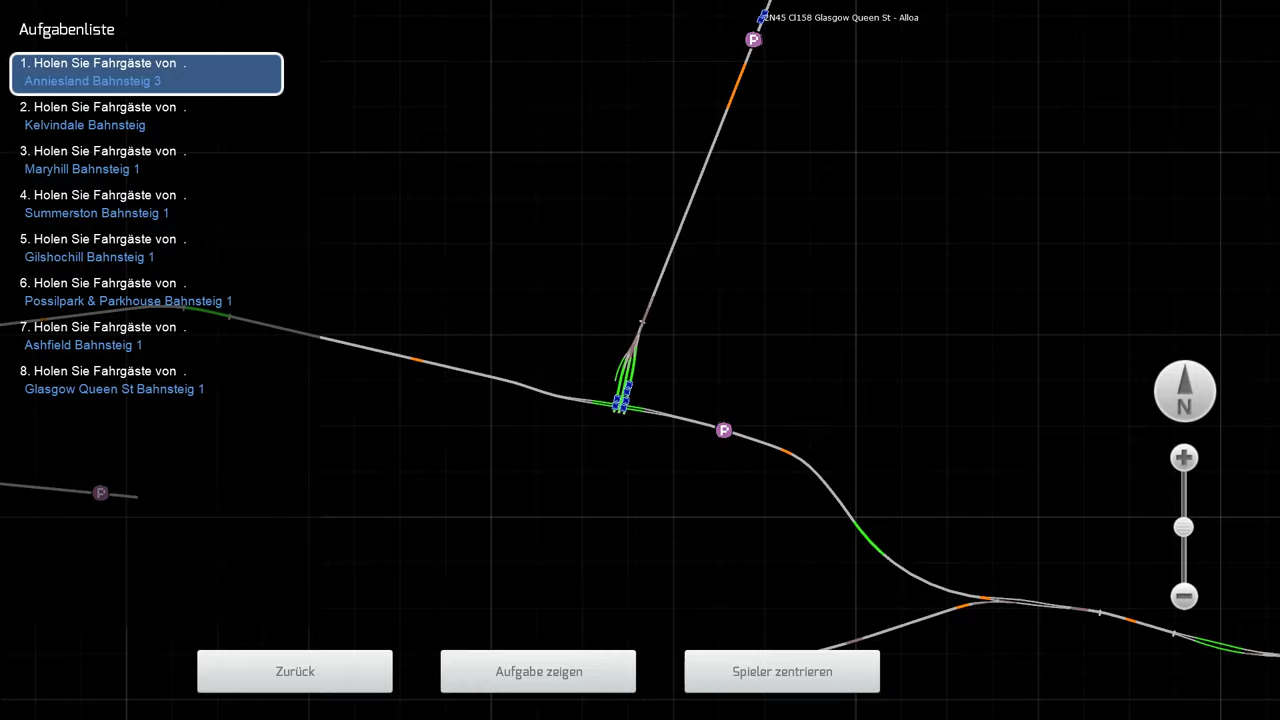 Aufgabenliste
2N45 Cl158 Glasgow Queen St - Alloa
P
1. Holen Sie Fahrgäste von .
Anniesland Bahnsteig 3
2. Holen Sie Fahrgäste von .
Kelvindale Bahnsteig
3. Holen Sie Fahrgäste von .
Maryhill Bahnsteig 1
4. Holen Sie Fahrgäste von .
Summerston Bahnsteig 1
5. Holen Sie Fahrgäste von .
Gilshochill Bahnsteig 1
6. Holen Sie Fahrgäste von .
Possilpark & Parkhouse Bahnsteig 1
7. Holen Sie Fahrgäste von .
Ashfield Bahnsteig 1
8. Holen Sie Fahrgäste von .
Glasgow Queen St Bahnsteig 1
N
P
P
Zurück
Aufgabe zeigen
Spieler zentrieren